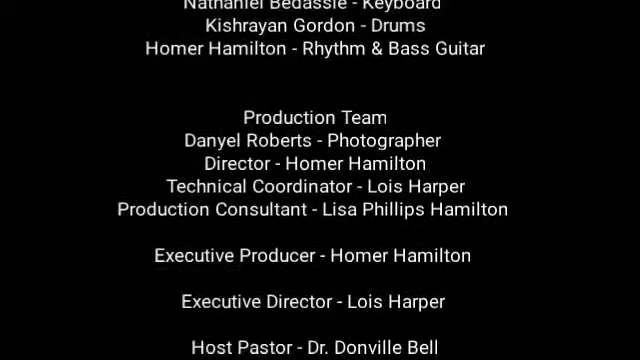 Nathaniel Bedassie - Keyboard
Kishrayan Gordon - Drums
Homer Hamilton - Rhythm & Bass Guitar
Production Team
Danyel Roberts - Photographer
Director - Homer Hamilton
Technical Coordinator - Lois Harper
Production Consultant - Lisa Phillips Hamilton
Executive Producer - Homer Hamilton
Executive Director - Lois Harper
Host Pastor - Dr. Donville Bell